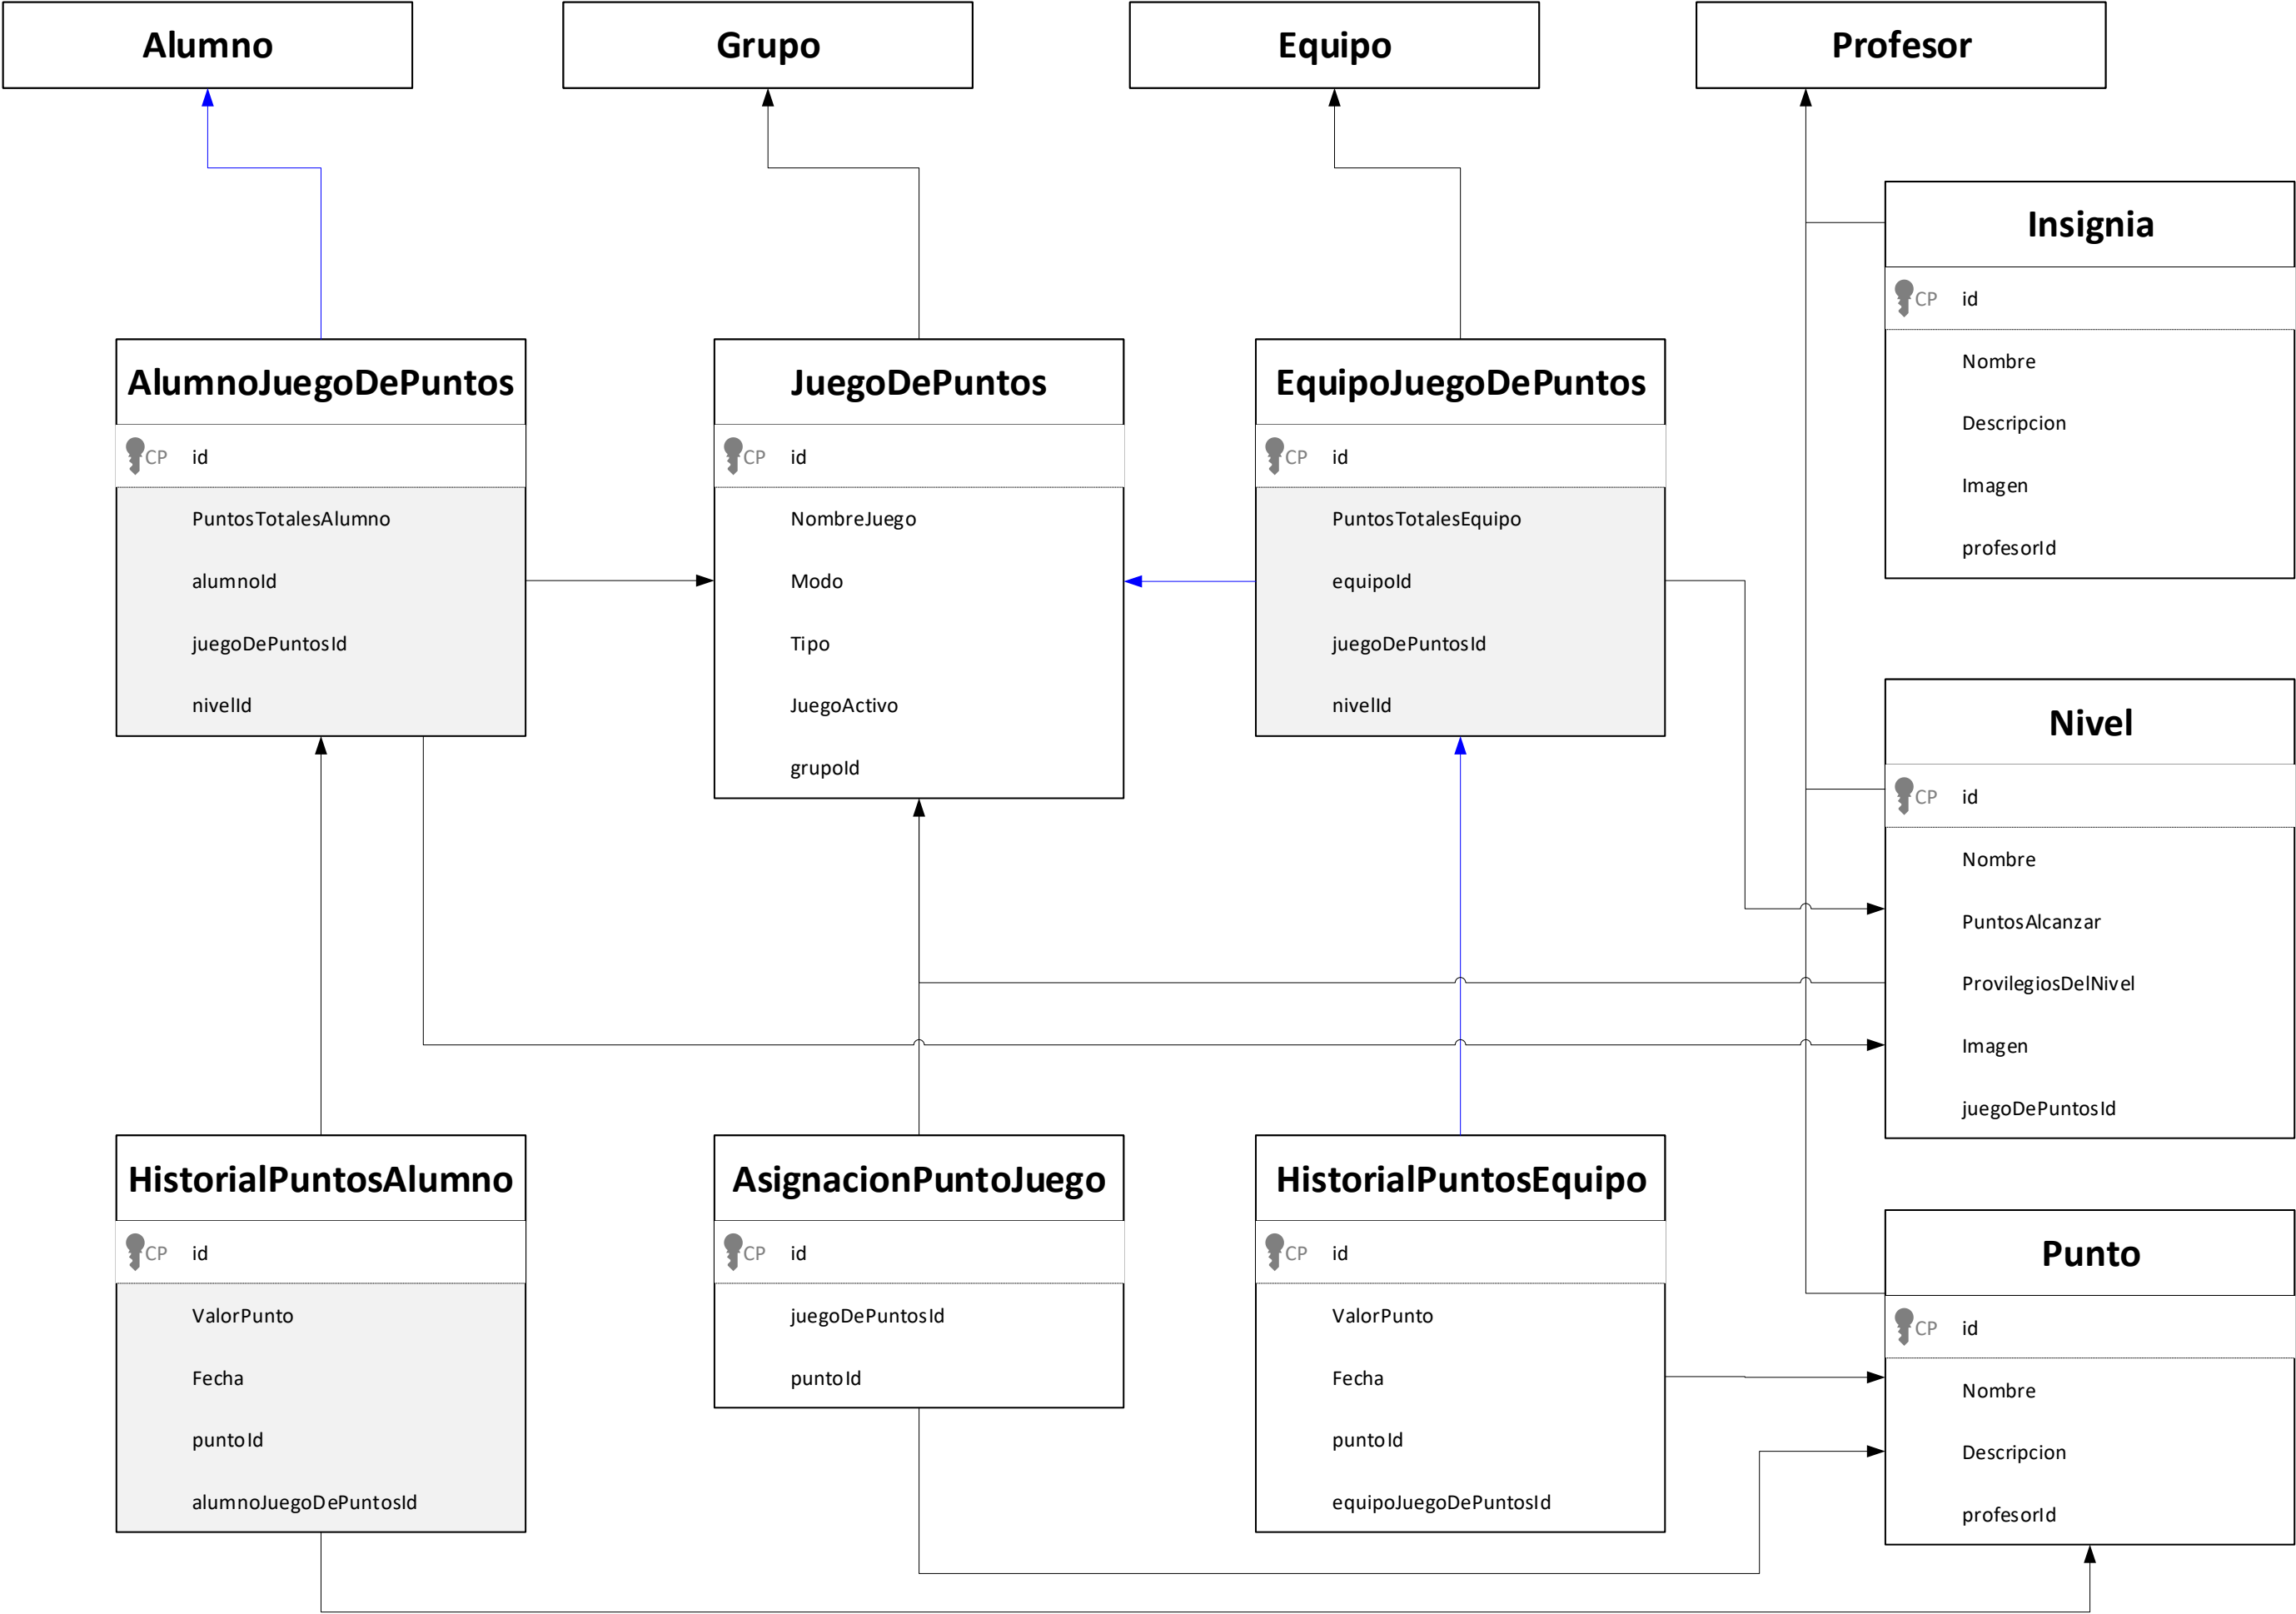 Alumno
Grupo
Equipo
Profesor
Insignia
CP id
Nombre
Descripcion
Imagen
profesorId
AlumnoJuegoDePuntos
CP id
PuntosTotalesAlumno
alumnoId
juegoDePuntosId
nivelId
JuegoDePuntos
CP id
NombreJuego
Modo
Tipo
JuegoActivo
grupoId
EquipoJuegoDePuntos
CP id
PuntosTotalesEquipo
equipoId
juegoDePuntosId
nivelId
Nivel
CP id
Nombre
PuntosAlcanzar
ProvilegiosDelNivel
Imagen
juegoDePuntosId
HistorialPuntosAlumno
CP id
ValorPunto
Fecha
puntoId
alumnoJuegoDePuntosId
AsignacionPuntoJuego
CP id
juegoDePuntosId
puntoId
HistorialPuntosEquipo
CP id
ValorPunto
Fecha
puntoId
equipoJuegoDePuntosId
Punto
CP id
Nombre
Descripcion
profesorId